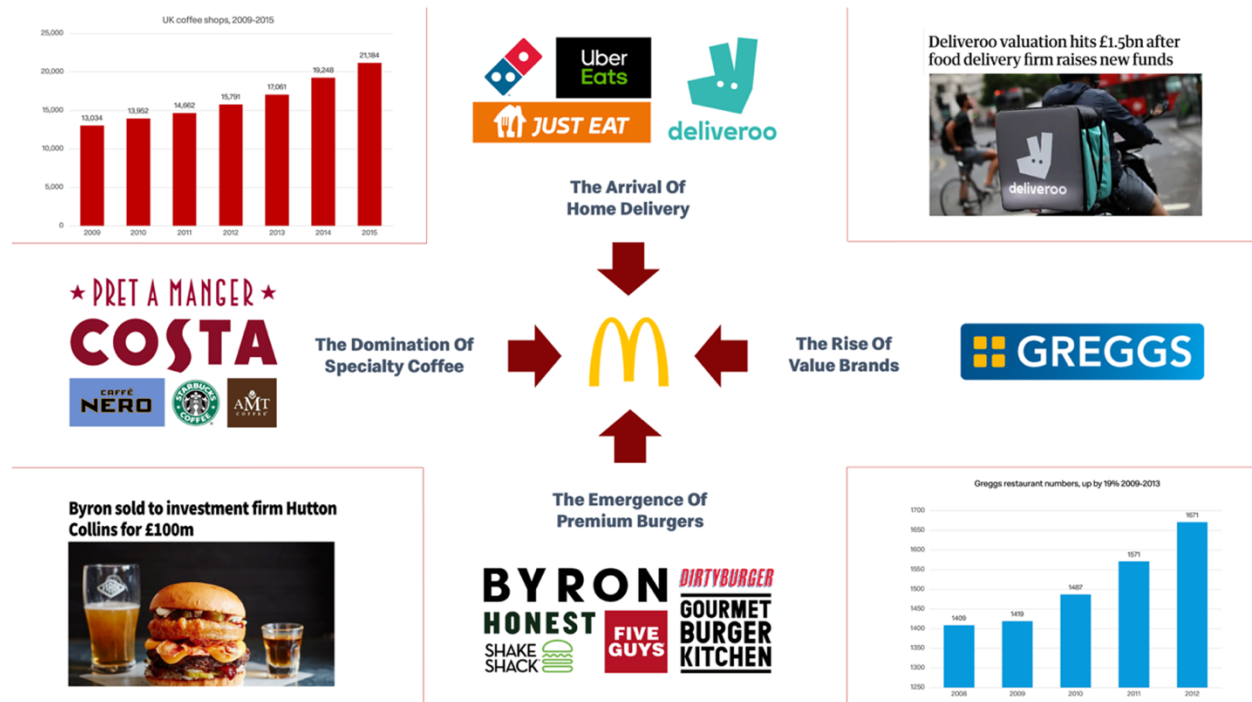 UK coffee shops, 2009-2015
25,000
20,000
15,000
10,000
5,000
0
13,034
13,952
14,662
15,791
17,061
19,248
21,184
2009 2010 2011 2012 2013 2014 2015
Uber
Eats
JUST EAT
deliveroo
The Arrival Of
Home Delivery
Deliveroo valuation hits £1.5bn after
food delivery firm raises new funds
deliveroo
PRET A MANGER
COSTA
CAFFÈ
NERO
STARBUCKS
COFFEE
AMT
COFFEE
The Domination Of
Specialty Coffee
M
The Rise Of
Value Brands
GREGGS
Byron sold to investment firm Hutton
Collins for £100m
The Emergence Of
Premium Burgers
BYRON
HONEST
SHAKE
SHACK
FIVE
GUYS
DIRTYBURGER
GOURMET
BURGER
KITCHEN
Greggs restaurant numbers, up by 19% 2009-2013
1700
1650
1600
1550
1500
1450
1400
1350
1300
1250
1409
1419
1487
1571
1671
2008 2009 2010 2011 2012